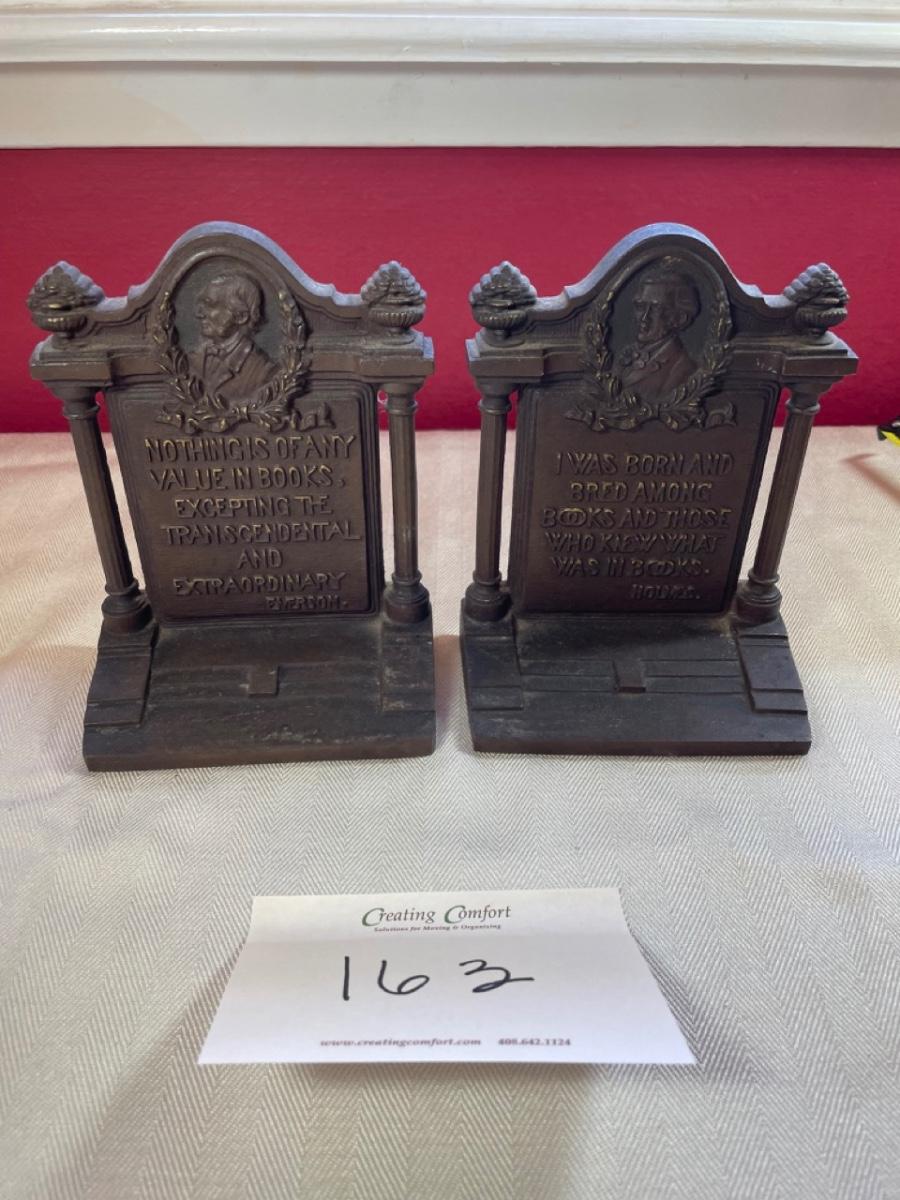 NOTHING IS OF ANY
VALUE IN BOOKS,
EXCEPTING THE
TRANSCENDENTAL
AND
EXTRAORDINARY
EMERSON.
I WAS BORN AND
BRED AMONG
BOOKS AND THOSE
WHO KNEW WHAT
WAS IN BOOKS.
HOLMES.
Creating Comfort
Solutions for Moving & Organizing
163
www.creatingcomfort.com 408.642.1124